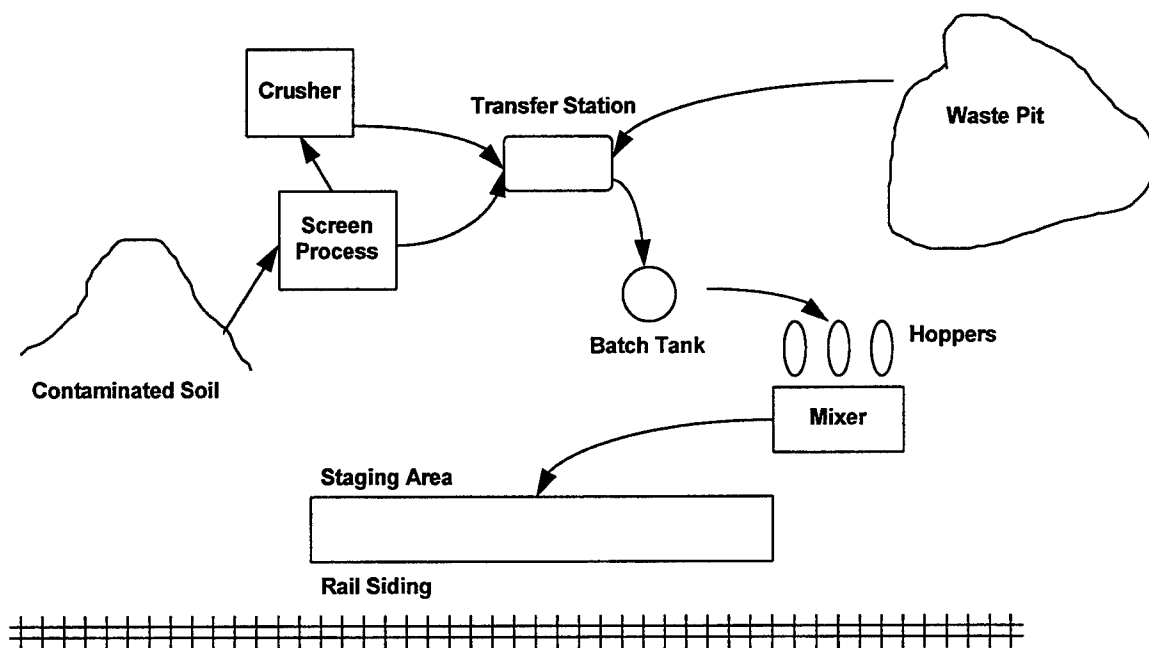 Crusher
Transfer Station
Waste Pit
Screen
Process
Contaminated Soil
Batch Tank
Hoppers
Mixer
Staging Area
Rail Siding